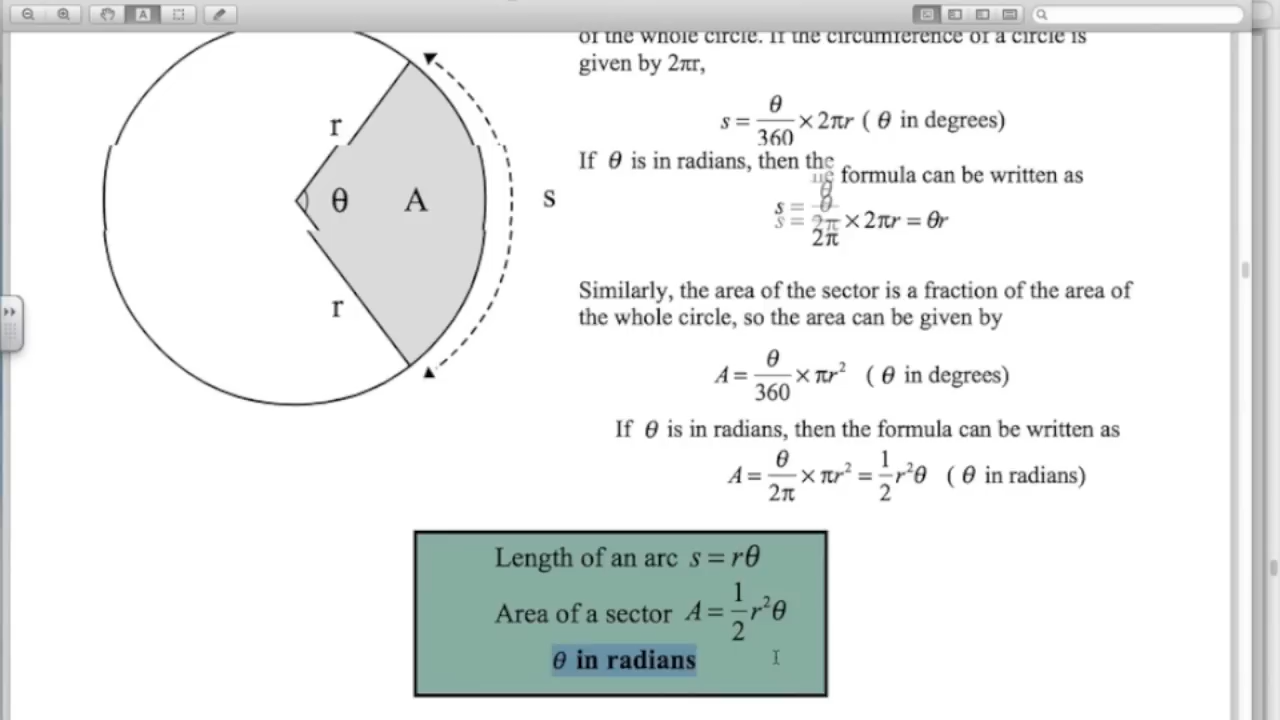 of the whole circle. If the circumference of a circle is
given by 2πr,
s = θ/360 × 2πr ( θ in degrees)
If θ is in radians, then the formula can be written as
s = θ/2π × 2πr = θr
Similarly, the area of the sector is a fraction of the area of
the whole circle, so the area can be given by
A = θ/360 × πr² ( θ in degrees)
If θ is in radians, then the formula can be written as
A = θ/2π × πr² = 1/2 r²θ ( θ in radians)
r
θ A s
r
Length of an arc s = rθ
Area of a sector A = 1/2 r²θ
θ in radians
A